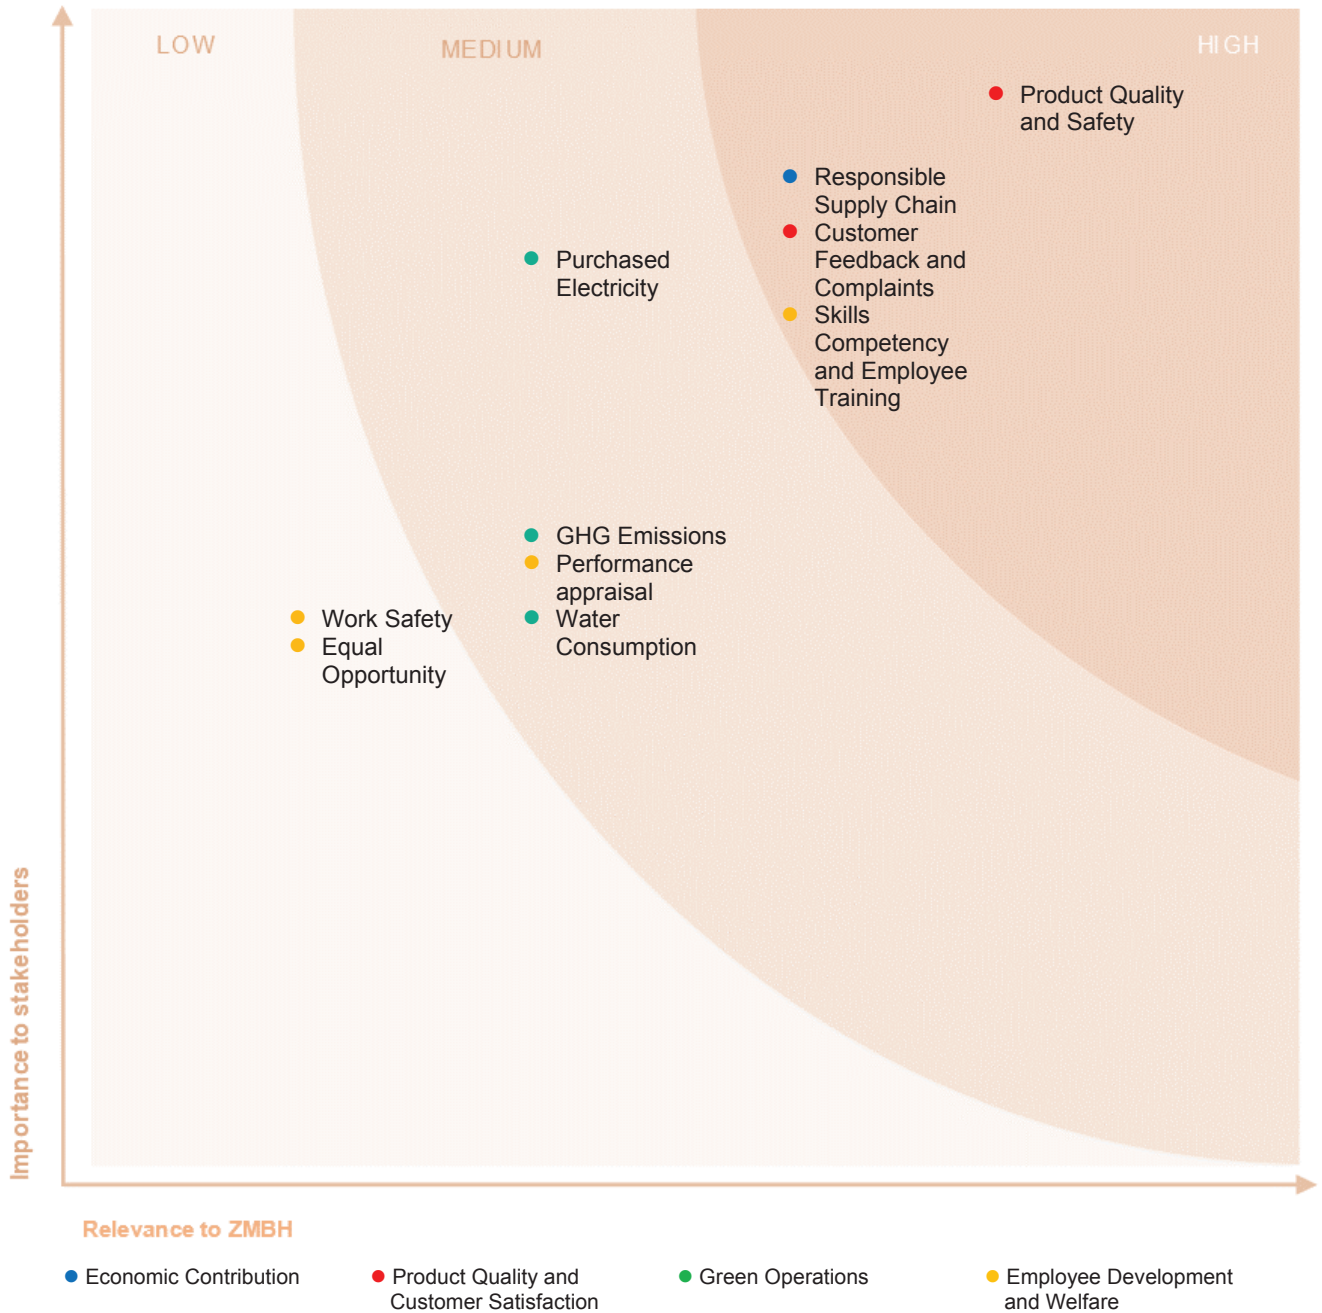 LOW
MEDIUM
HIGH
Product Quality
and Safety
Responsible
Supply Chain
Customer
Feedback and
Complaints
Skills
Competency
and Employee
Training
Purchased
Electricity
GHG Emissions
Performance
appraisal
Water
Consumption
Work Safety
Equal
Opportunity
Importance to stakeholders
Relevance to ZMBH
Economic Contribution
Product Quality and
Customer Satisfaction
Green Operations
Employee Development
and Welfare